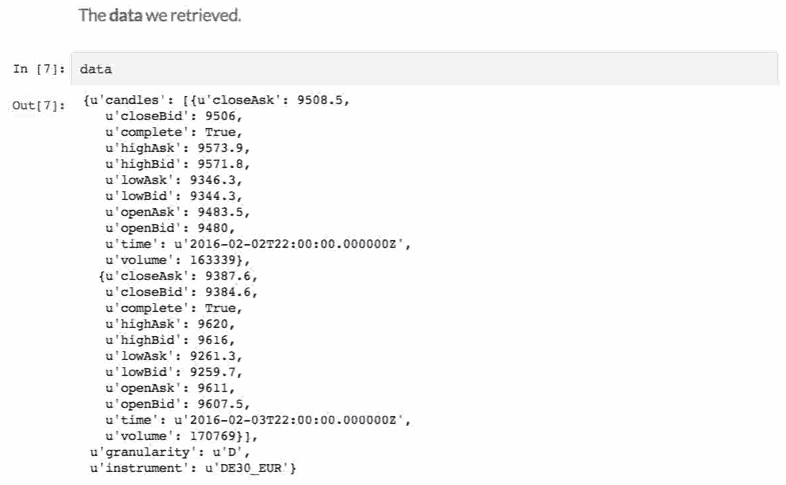 The data we retrieved.
In [7]: data
Out[7]: {u'candles': [{u'closeAsk': 9508.5,
u'closeBid': 9506,
u'complete': True,
u'highAsk': 9573.9,
u'highBid': 9571.8,
u'lowAsk': 9346.3,
u'lowBid': 9344.3,
u'openAsk': 9483.5,
u'openBid': 9480,
u'time': u'2016-02-02T22:00:00.000000Z',
u'volume': 163339},
{u'closeAsk': 9387.6,
u'closeBid': 9384.6,
u'complete': True,
u'highAsk': 9620,
u'highBid': 9616,
u'lowAsk': 9261.3,
u'lowBid': 9259.7,
u'openAsk': 9611,
u'openBid': 9607.5,
u'time': u'2016-02-03T22:00:00.000000Z',
u'volume': 170769}],
u'granularity': u'D',
u'instrument': u'DE30_EUR'}